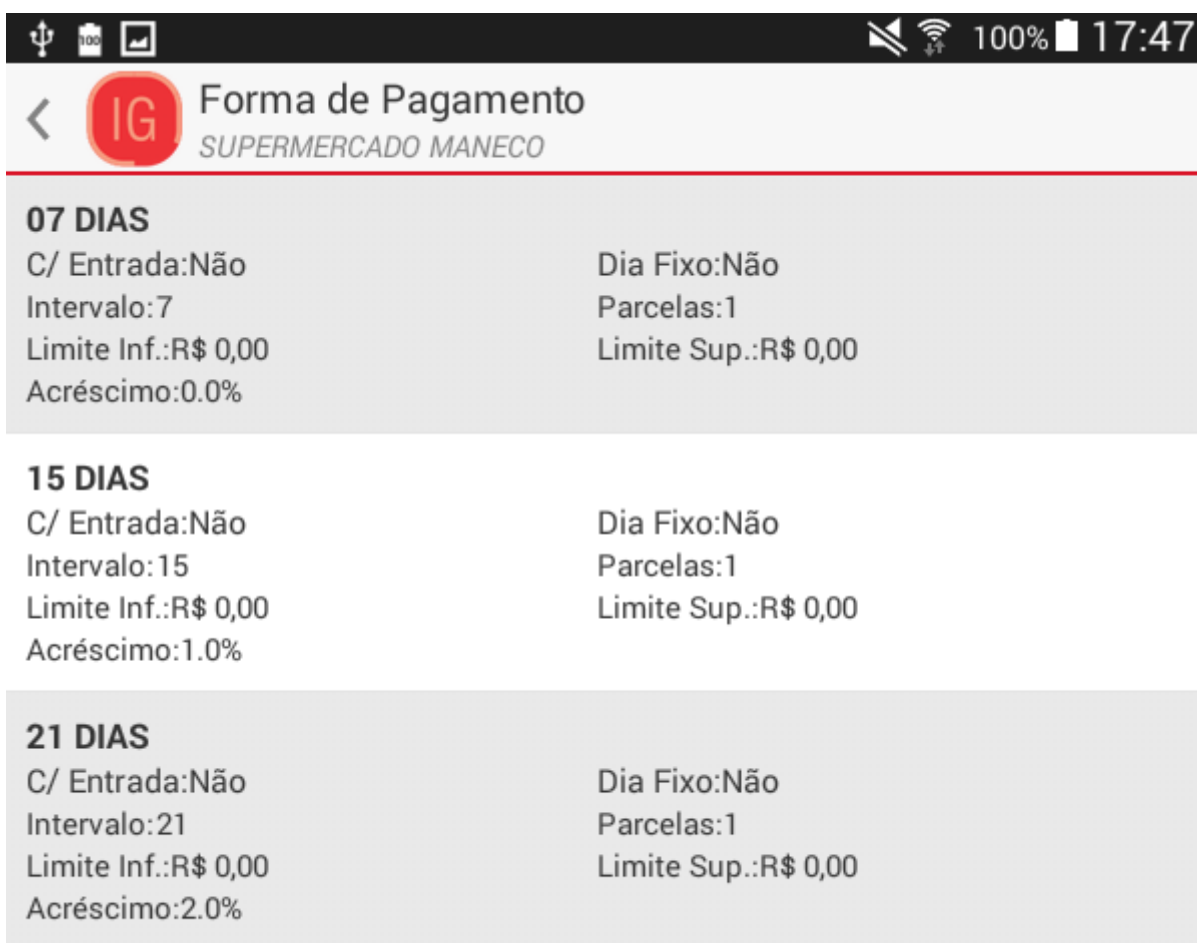 100 100% 17:47
IG Forma de Pagamento
SUPERMERCADO MANECO
07 DIAS
C/ Entrada:Não Dia Fixo:Não
Intervalo:7 Parcelas:1
Limite Inf.:R$ 0,00 Limite Sup.:R$ 0,00
Acréscimo:0.0%
15 DIAS
C/ Entrada:Não Dia Fixo:Não
Intervalo:15 Parcelas:1
Limite Inf.:R$ 0,00 Limite Sup.:R$ 0,00
Acréscimo:1.0%
21 DIAS
C/ Entrada:Não Dia Fixo:Não
Intervalo:21 Parcelas:1
Limite Inf.:R$ 0,00 Limite Sup.:R$ 0,00
Acréscimo:2.0%